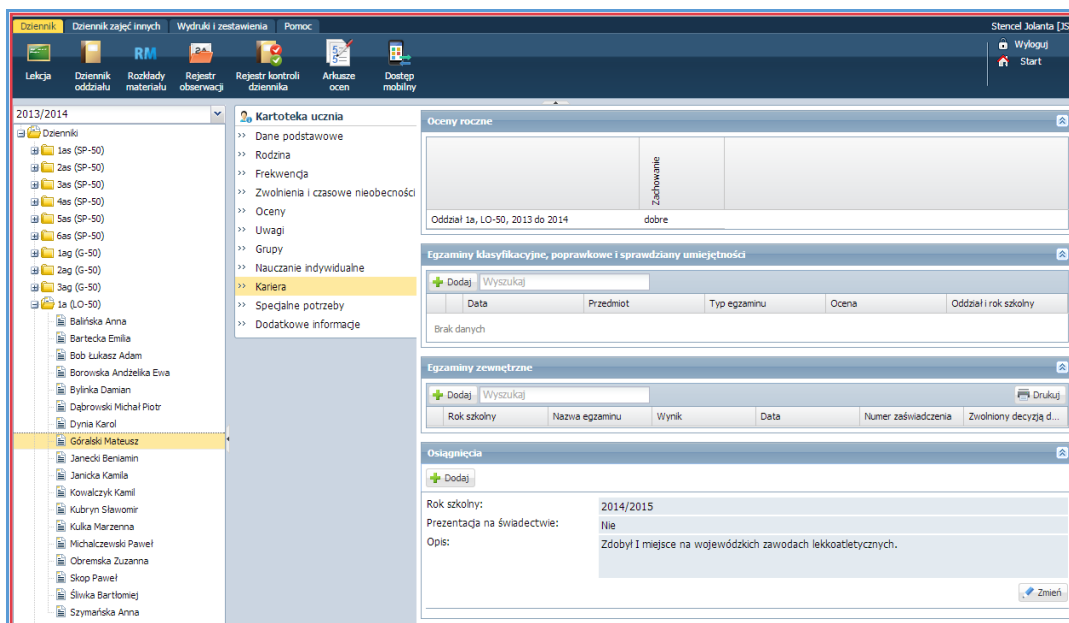 Dziennik Dziennik zajęć innych Wydruki i zestawienia Pomoc Stencel Jolanta [JS
Wyloguj
Start
Lekcja Dziennik oddziału RM Rozkłady materiału Rejestr obserwacji Rejestr kontroli dziennika Arkusze ocen Dostęp mobilny
2013/2014
Dzienniki
1as (SP-50)
2as (SP-50)
3as (SP-50)
4as (SP-50)
5as (SP-50)
6as (SP-50)
1ag (G-50)
2ag (G-50)
3ag (G-50)
1a (LO-50)
Balińska Anna
Bartecka Emilia
Bob Łukasz Adam
Borowska Andżelika Ewa
Bylinka Damian
Dąbrowski Michał Piotr
Dynia Karol
Góralski Mateusz
Janecki Beniamin
Janicka Kamila
Kowalczyk Kamil
Kubryn Sławomir
Kulka Marzenna
Michalczewski Paweł
Obremska Zuzanna
Skop Paweł
Śliwka Bartłomiej
Szymańska Anna
Kartoteka ucznia
Dane podstawowe
Rodzina
Frekwencja
Zwolnienia i czasowe nieobecności
Oceny
Uwagi
Grupy
Nauczanie indywidualne
Kariera
Specjalne potrzeby
Dodatkowe informacje
Oceny roczne
Zachowanie
Oddział 1a, LO-50, 2013 do 2014 dobre
Egzaminy klasyfikacyjne, poprawkowe i sprawdziany umiejętności
Dodaj Wyszukaj
Data Przedmiot Typ egzaminu Ocena Oddział i rok szkolny
Brak danych
Egzaminy zewnętrzne
Dodaj Wyszukaj Drukuj
Rok szkolny Nazwa egzaminu Wynik Data Numer zaświadczenia Zwolniony decyzją d...
Osiągnięcia
Dodaj
Rok szkolny: 2014/2015
Prezentacja na świadectwie: Nie
Opis: Zdobył I miejsce na wojewódzkich zawodach lekkoatletycznych.
Zmień